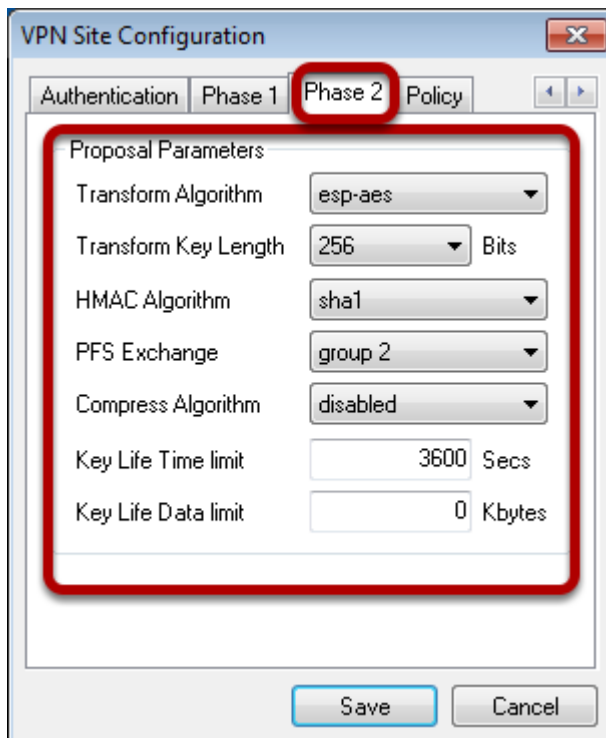 VPN Site Configuration
Authentication Phase 1 Phase 2 Policy
Proposal Parameters
Transform Algorithm esp-aes
Transform Key Length 256 Bits
HMAC Algorithm sha1
PFS Exchange group 2
Compress Algorithm disabled
Key Life Time limit 3600 Secs
Key Life Data limit 0 Kbytes
Save Cancel